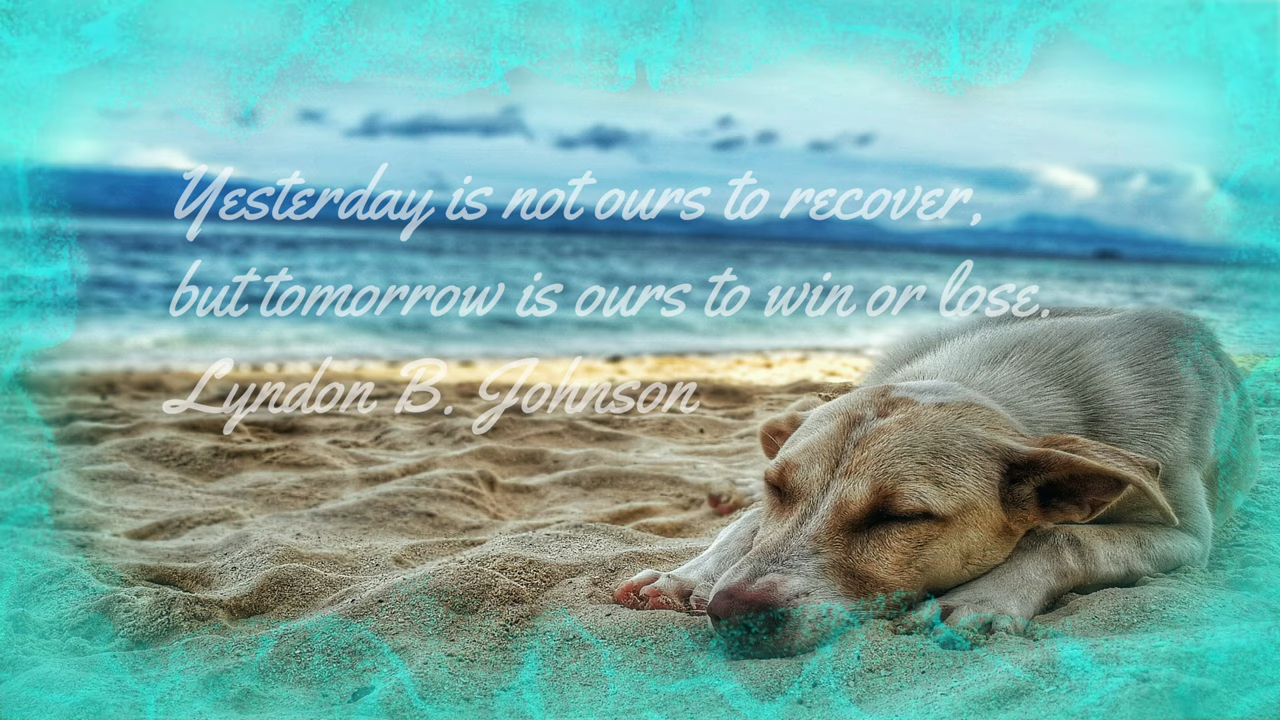 Yesterday is not ours to recover,
but tomorrow is ours to win or lose.
Lyndon B. Johnson